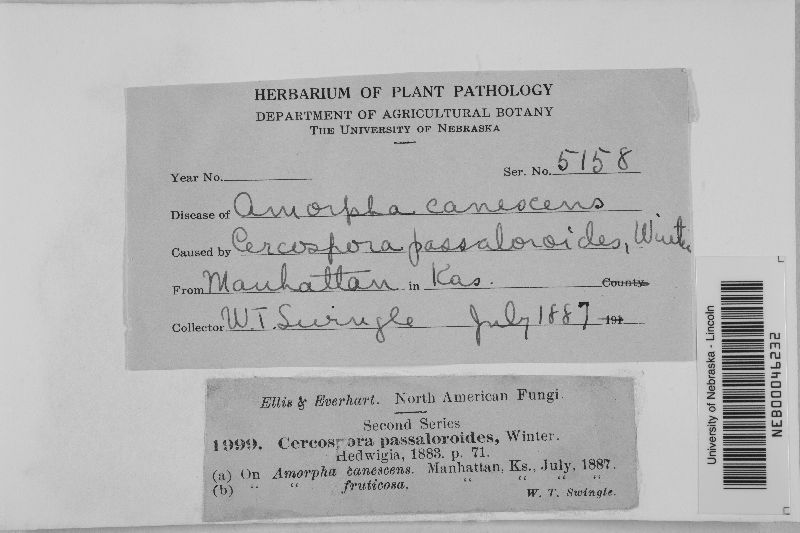 HERBARIUM OF PLANT PATHOLOGY
DEPARTMENT OF AGRICULTURAL BOTANY
THE UNIVERSITY OF NEBRASKA
Year No. Ser. No. 5158
Disease of Amorpha canescens
Caused by Cercospora passaloroides, Wint.
From Manhattan in Kas. County
Collector W.T. Swingle July 1887 191
Ellis & Everhart. North American Fungi.
Second Series
1999. Cercospora passaloroides, Winter.
Hedwigia, 1883. p. 71.
(a) On Amorpha canescens. Manhattan, Ks., July, 1887.
(b) " " fruticosa. " " " "
W. T. Swingle.
University of Nebraska - Lincoln
NEB00046232